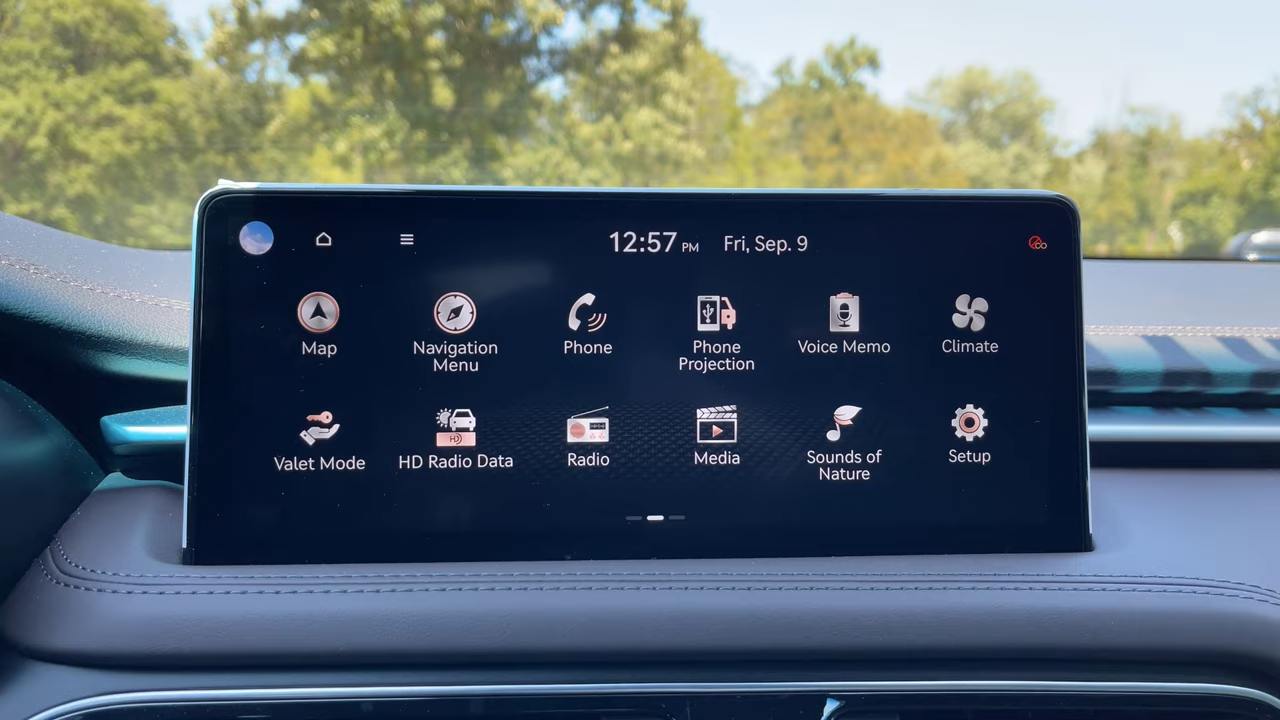 12:57 PM Fri, Sep. 9
Map
Navigation
Menu
Phone
Phone
Projection
Voice Memo
Climate
Valet Mode
HD
HD Radio Data
Radio
Media
Sounds of
Nature
Setup